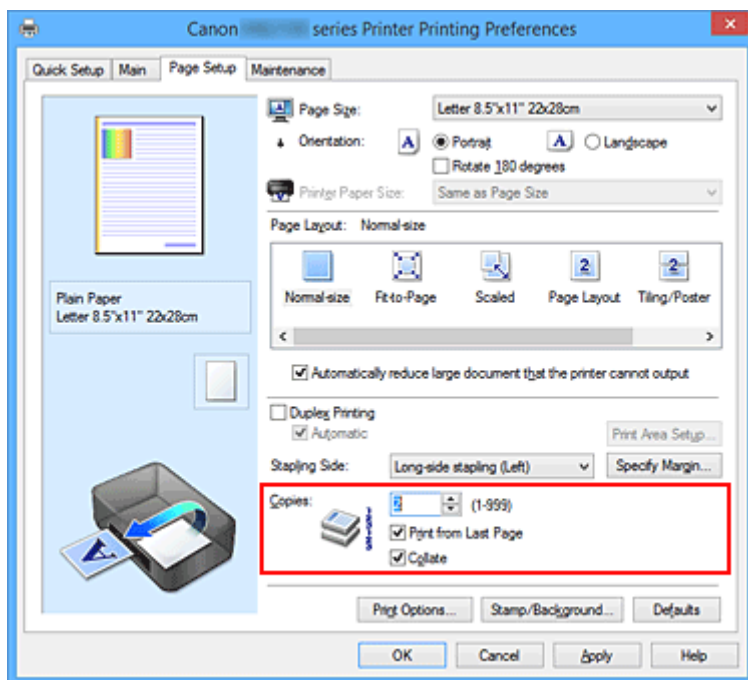 Canon series Printer Printing Preferences
Quick Setup Main Page Setup Maintenance
Page Size: Letter 8.5"x11" 22x28cm
Orientation: A Portrait A Landscape
Rotate 180 degrees
Printer Paper Size: Same as Page Size
Page Layout: Normal-size
2 2
Normal-size Fit-to-Page Scaled Page Layout Tiling/Poster
Plain Paper
Letter 8.5"x11" 22x28cm
Automatically reduce large document that the printer cannot output
Duplex Printing
Automatic
Print Area Setup...
Stapling Side: Long-side stapling (Left) Specify Margin...
Copies: 2 (1-999)
Print from Last Page
Collate
A
Print Options... Stamp/Background... Defaults
OK Cancel Apply Help